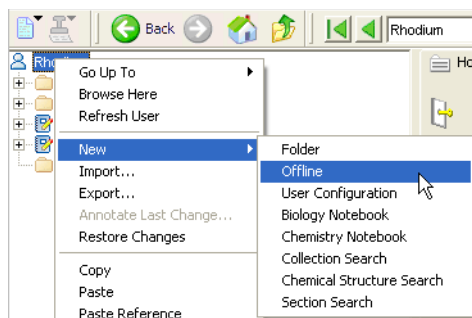 Back
Rhodium
Rho
Ho
Go Up To
Browse Here
Refresh User
New
Import...
Export...
Annotate Last Change...
Restore Changes
Copy
Paste
Paste Reference
Folder
Offline
User Configuration
Biology Notebook
Chemistry Notebook
Collection Search
Chemical Structure Search
Section Search